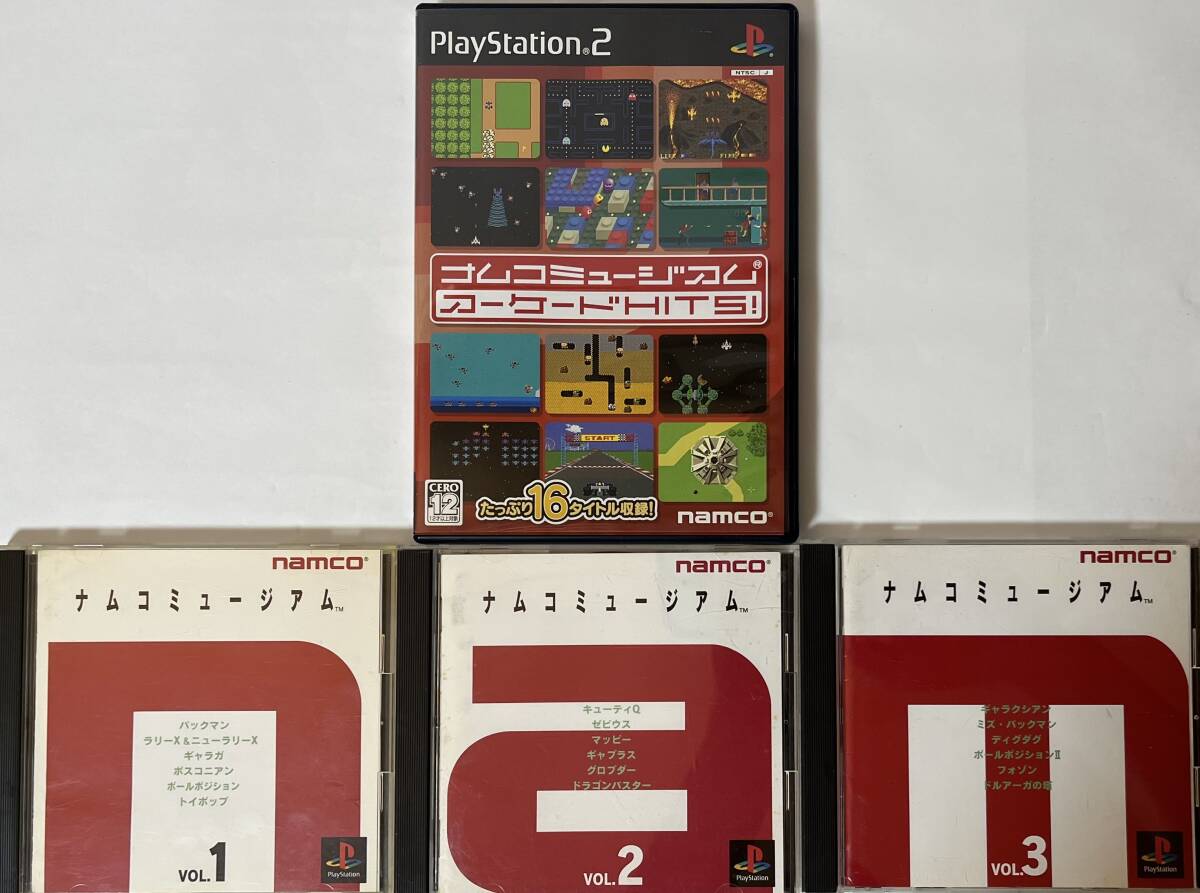 PlayStation®2
NTSC J
ナムコミュージアム®
アーケードHITS!
START
CERO
12
12才以上対象
たっぷり16タイトル収録!
namco®
namco®
ナムコミュージアム™
パックマン
ラリーX&ニューラリーX
ギャラガ
ボスコニアン
ポールポジション
トイポップ
VOL.1
PlayStation
namco®
ナムコミュージアム™
キューティQ
ゼビウス
マッピー
ギャプラス
グロブダー
ドラゴンバスター
VOL.2
PlayStation
namco®
ナムコミュージアム™
ギャラクシアン
ミズ・パックマン
ディグダグ
ポールポジションⅡ
フォゾン
ドルアーガの塔
VOL.3
PlayStation